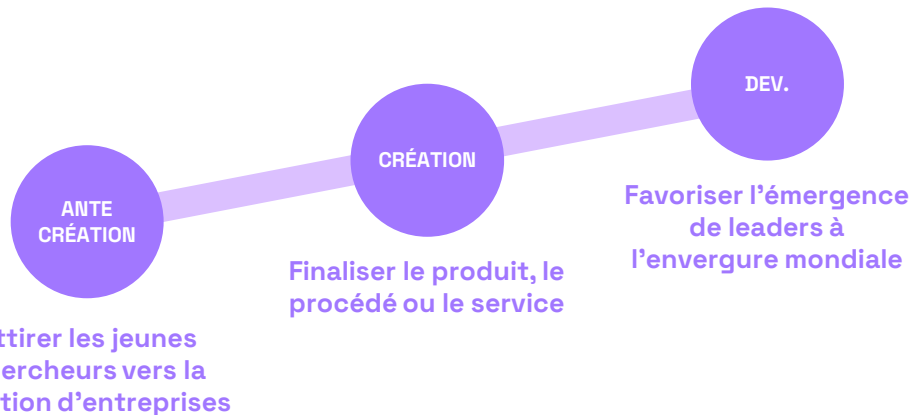 ANTE
CRÉATION
ttirer les jeunes
ercheurs vers la
tion d'entreprises
CRÉATION
Finaliser le produit, le
procédé ou le service
DEV.
Favoriser l'émergence
de leaders à
l'envergure mondiale